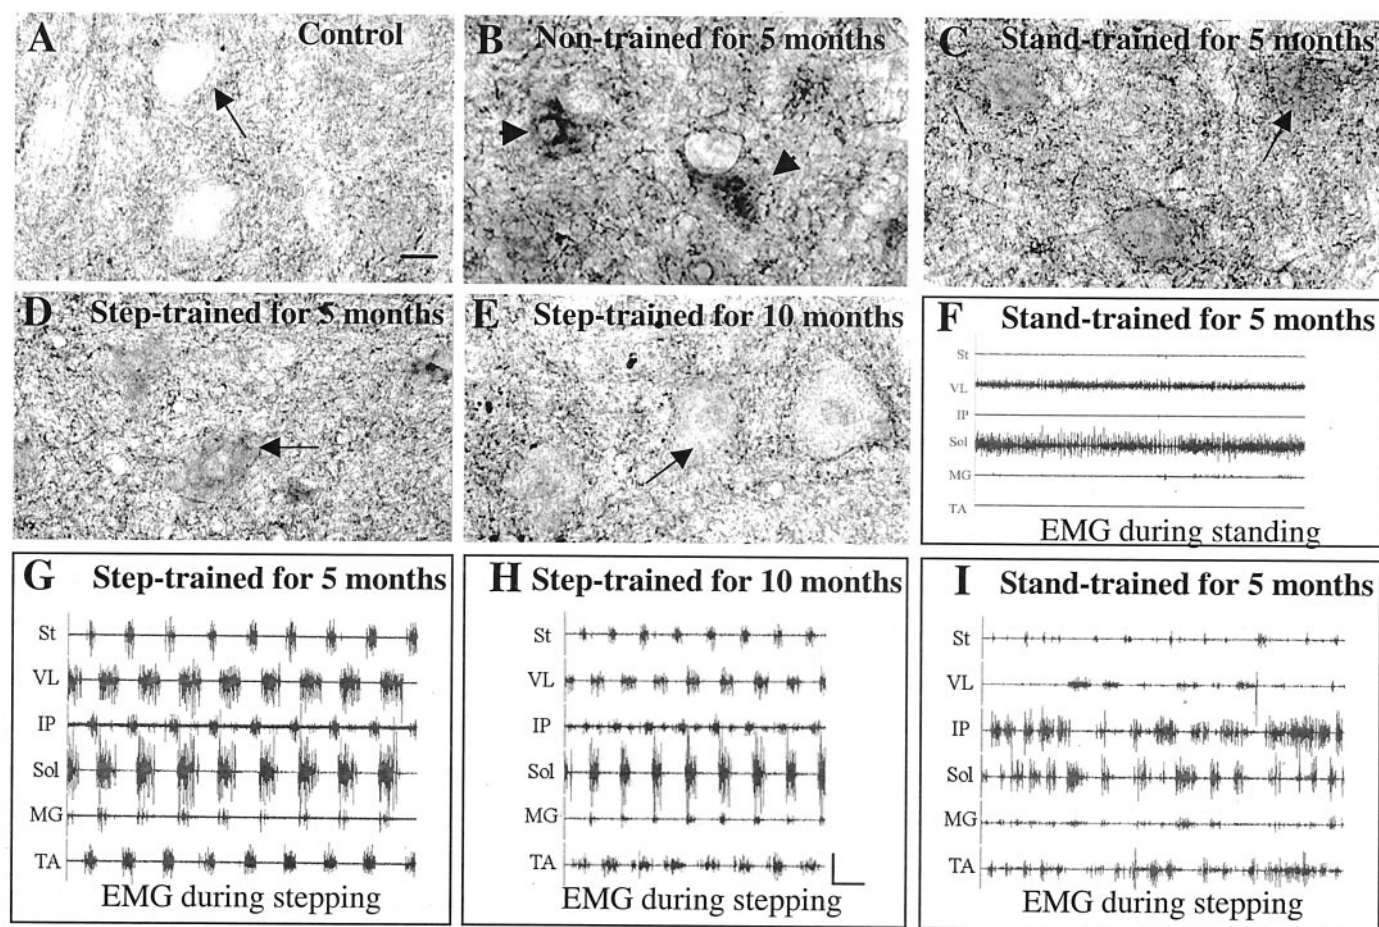 A Control
B Non-trained for 5 months
C Stand-trained for 5 months
D Step-trained for 5 months
E Step-trained for 10 months
F Stand-trained for 5 months
St
VL
IP
Sol
MG
TA
EMG during standing
G Step-trained for 5 months
St
VL
IP
Sol
MG
TA
EMG during stepping
H Step-trained for 10 months
St
VL
IP
Sol
MG
TA
EMG during stepping
I Stand-trained for 5 months
St
VL
IP
Sol
MG
TA
EMG during stepping